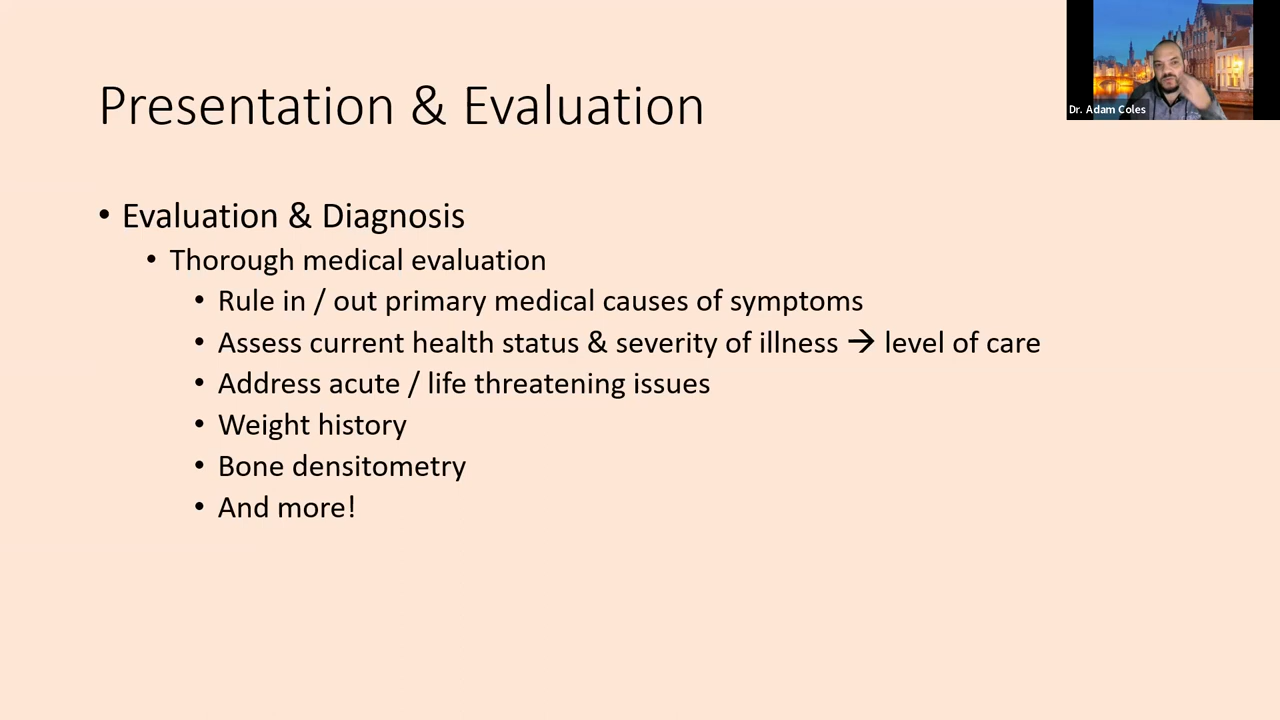 Dr. Adam Coles
Presentation & Evaluation
• Evaluation & Diagnosis
• Thorough medical evaluation
• Rule in / out primary medical causes of symptoms
• Assess current health status & severity of illness → level of care
• Address acute / life threatening issues
• Weight history
• Bone densitometry
• And more!